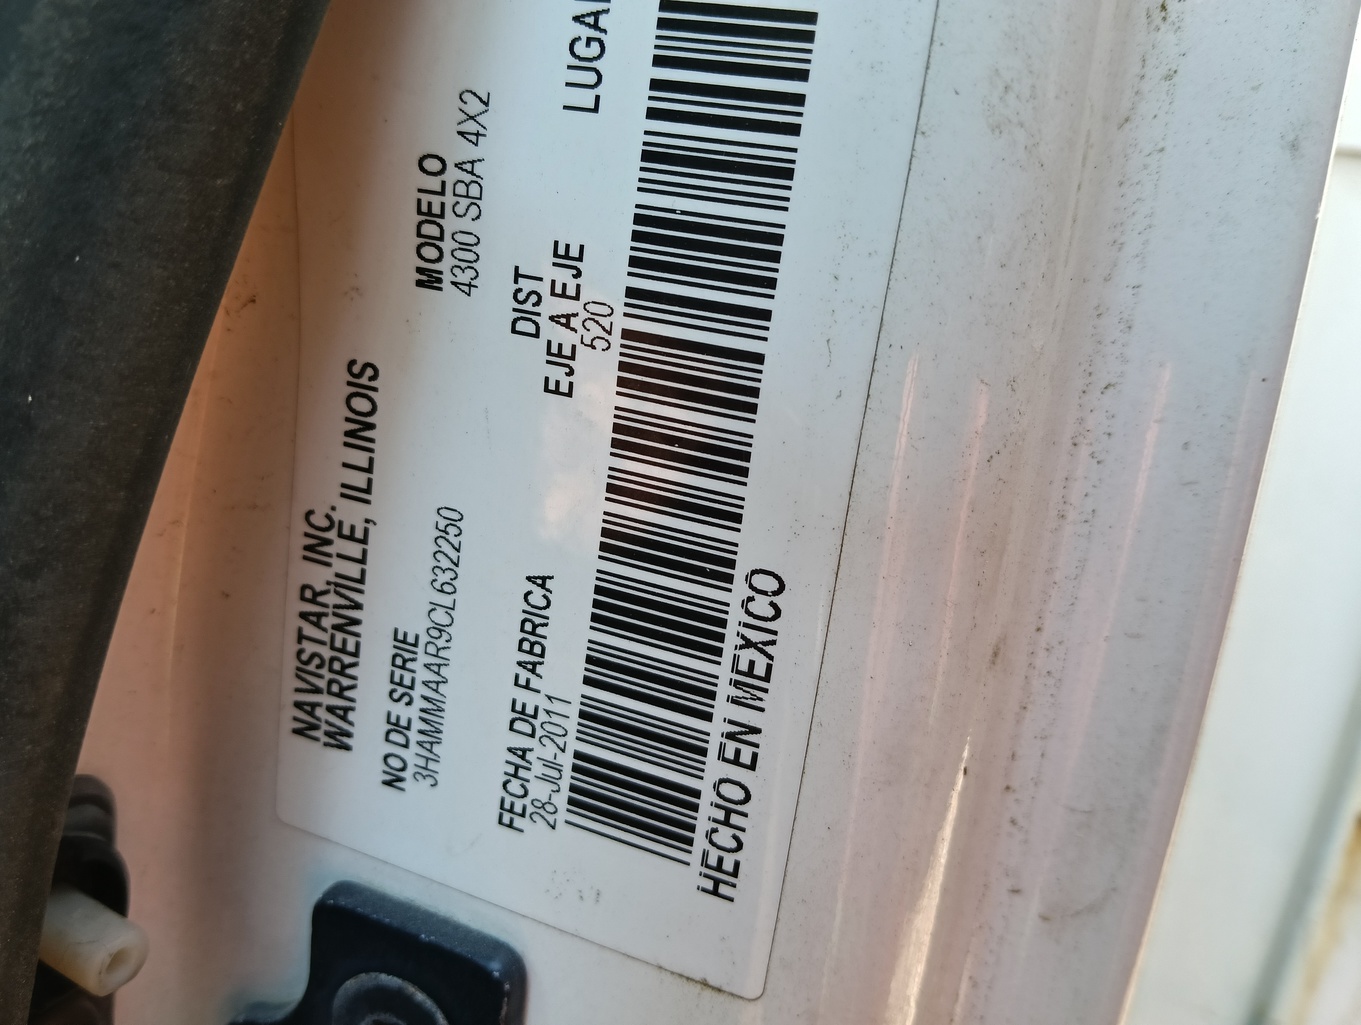 NAVISTAR, INC.
WARRENVILLE, ILLINOIS
NO DE SERIE
3HAMMAAR9CL632250
MODELO
4300 SBA 4X2
FECHA DE FABRICA
28-Jul-2011
DIST
EJE A EJE
520
HECHO EN MEXICO